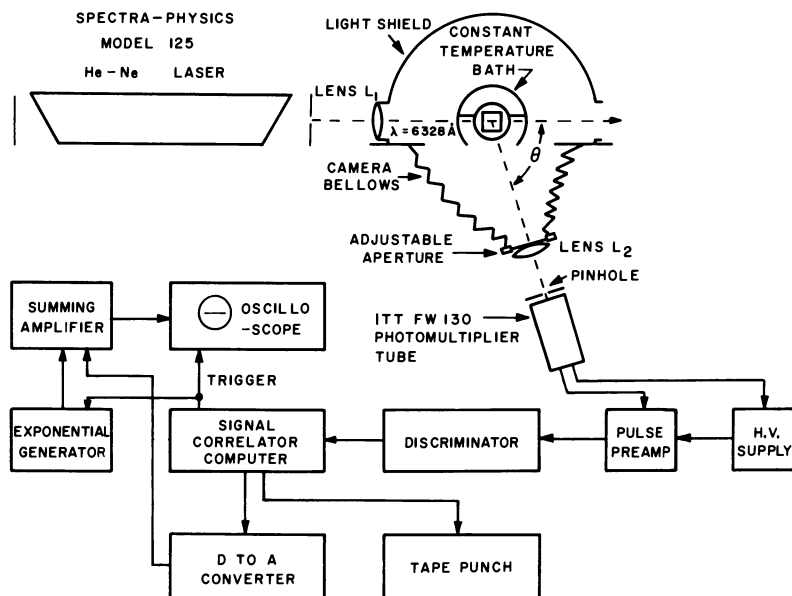 SPECTRA-PHYSICS
MODEL 125
He-Ne LASER
LIGHT SHIELD
CONSTANT
TEMPERATURE
BATH
LENS L1
λ = 6328Å
T
θ
CAMERA
BELLOWS
ADJUSTABLE
APERTURE
LENS L2
PINHOLE
ITT FW 130
PHOTOMULTIPLIER
TUBE
SUMMING
AMPLIFIER
OSCILLO
-SCOPE
TRIGGER
EXPONENTIAL
GENERATOR
SIGNAL
CORRELATOR
COMPUTER
DISCRIMINATOR
PULSE
PREAMP
H.V.
SUPPLY
D TO A
CONVERTER
TAPE PUNCH